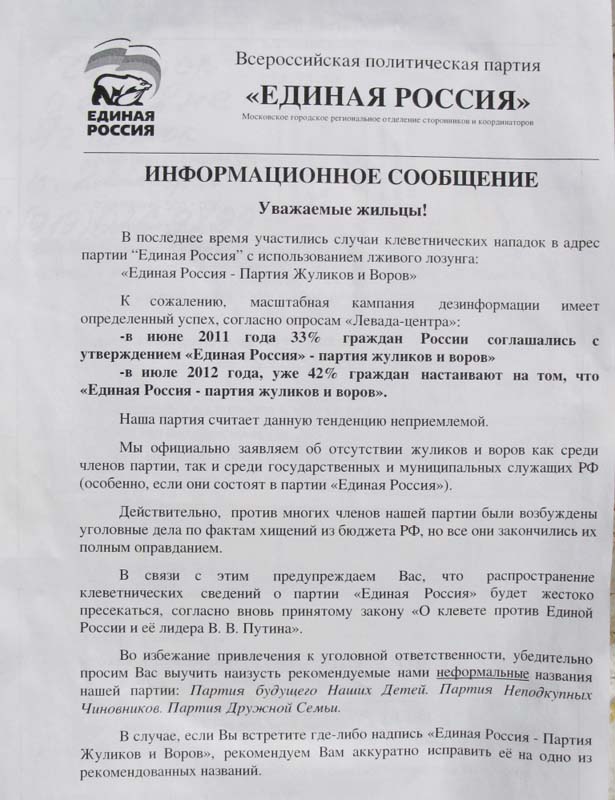 ЕДИНАЯ
РОССИЯ
Всероссийская политическая партия
«ЕДИНАЯ РОССИЯ»
Московское городское региональное отделение сторонников и координаторов
ИНФОРМАЦИОННОЕ СООБЩЕНИЕ
Уважаемые жильцы!
В последнее время участились случаи клеветнических нападок в адрес
партии “Единая Россия” с использованием лживого лозунга:
«Единая Россия - Партия Жуликов и Воров»
К сожалению, масштабная кампания дезинформации имеет
определенный успех, согласно опросам «Левада-центра»:
-в июне 2011 года 33% граждан России соглашались с
утверждением «Единая Россия» - партия жуликов и воров»
-в июле 2012 года, уже 42% граждан настаивают на том, что
«Единая Россия - партия жуликов и воров».
Наша партия считает данную тенденцию неприемлемой.
Мы официально заявляем об отсутствии жуликов и воров как среди
членов партии, так и среди государственных и муниципальных служащих РФ
(особенно, если они состоят в партии «Единая Россия»).
Действительно, против многих членов нашей партии были возбуждены
уголовные дела по фактам хищений из бюджета РФ, но все они закончились их
полным оправданием.
В связи с этим предупреждаем Вас, что распространение
клеветнических сведений о партии «Единая Россия» будет жестоко
пресекаться, согласно вновь принятому закону «О клевете против Единой
России и её лидера В. В. Путина».
Во избежание привлечения к уголовной ответственности, убедительно
просим Вас выучить наизусть рекомендуемые нами неформальные названия
нашей партии: Партия будущего Наших Детей. Партия Неподкупных
Чиновников. Партия Дружной Семьи.
В случае, если Вы встретите где-либо надпись «Единая Россия - Партия
Жуликов и Воров», рекомендуем Вам аккуратно исправить её на одно из
рекомендованных названий.